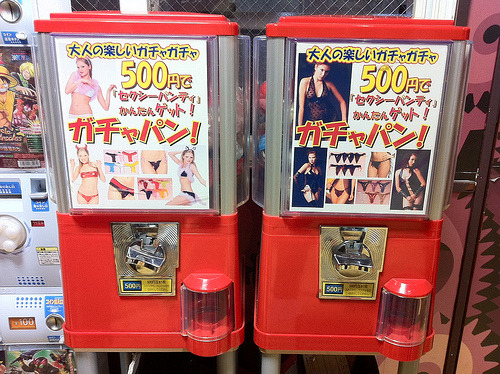 大人の楽しいガチャガチャ
500円で
「セクシーパンティ」
かんたんゲット!
ガチャパン!
500円
大人の楽しいガチャガチャ
500円で
「セクシーパンティ」
かんたんゲット!
ガチャパン!
500円
100